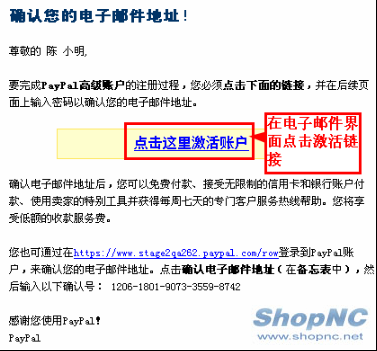 确认您的电子邮件地址！
尊敬的 陈 小明,
要完成PayPal高级账户的注册过程，您必须点击下面的链接，并在后续页
面上输入密码以确认您的电子邮件地址。
点击这里激活账户
在电子邮件界
面点击激活链
接
确认电子邮件地址后，您可以免费付款、接受无限制的信用卡和银行账户付
款、使用卖家的特别工具并获得每周七天的专门客户服务热线帮助。您将享
受低额的收款服务费。
您也可通过在https://www.stage2qa262.paypal.com/row登录到PayPal账
户，来确认您的电子邮件地址。点击确认电子邮件地址（在备忘表中），然
后输入以下确认号： 1206-1801-9073-3559-8742
感谢您使用PayPal！
PayPal
ShopNC
www.shopnc.net